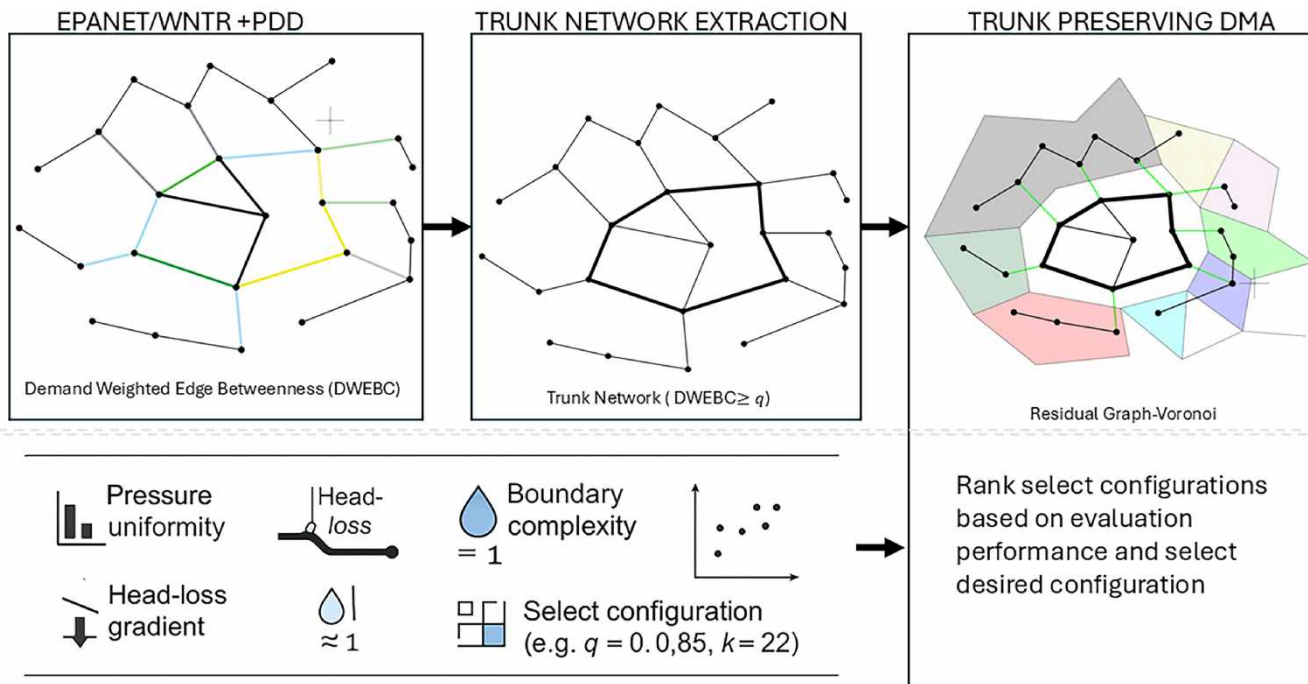 EPANET/WNTR +PDD
TRUNK NETWORK EXTRACTION
TRUNK PRESERVING DMA
Demand Weighted Edge Betweenness (DWEBC)
Trunk Network ( DWEBC≥ q)
Residual Graph-Voronoi
Pressure
uniformity
Head-
loss
Boundary
complexity
= 1
Head-loss
gradient
≈ 1
Select configuration
(e.g. q = 0.0,85, k = 22)
Rank select configurations
based on evaluation
performance and select
desired configuration